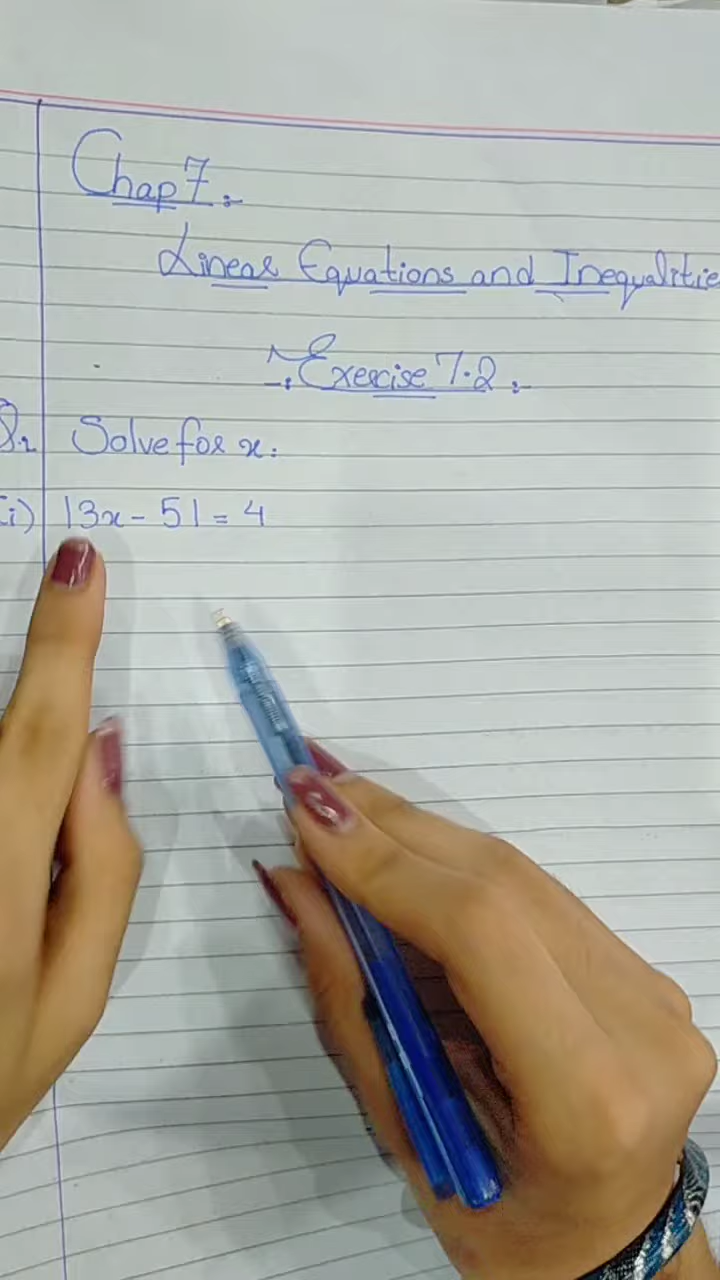 Chap 7:
Linear Equations and Inequalitie
Exercise 7.2:
Solve for x:
i) |3x - 5| = 4